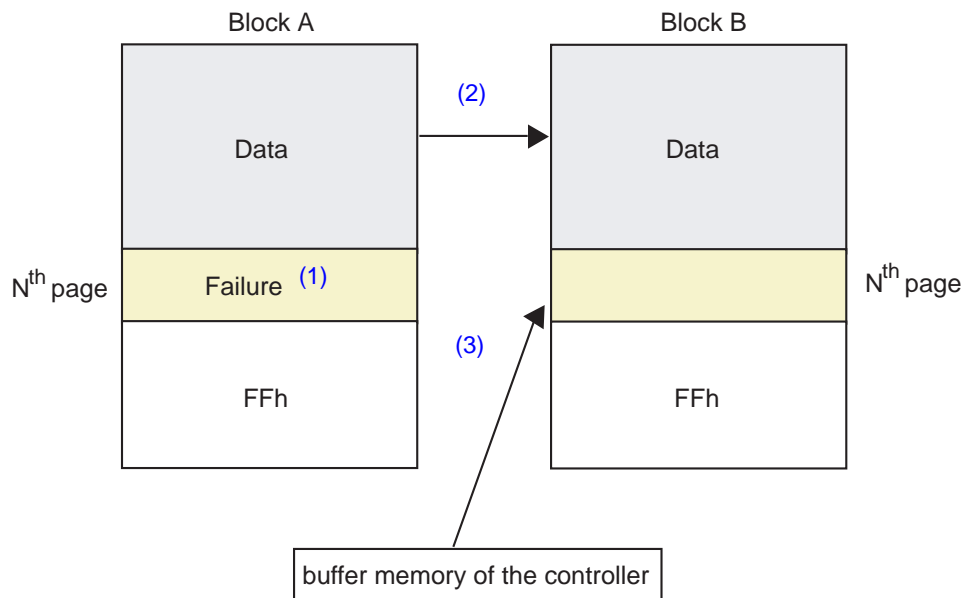 Block A
Block B
(2)
Data
Data
Nth page
Failure (1)
Nth page
(3)
FFh
FFh
buffer memory of the controller